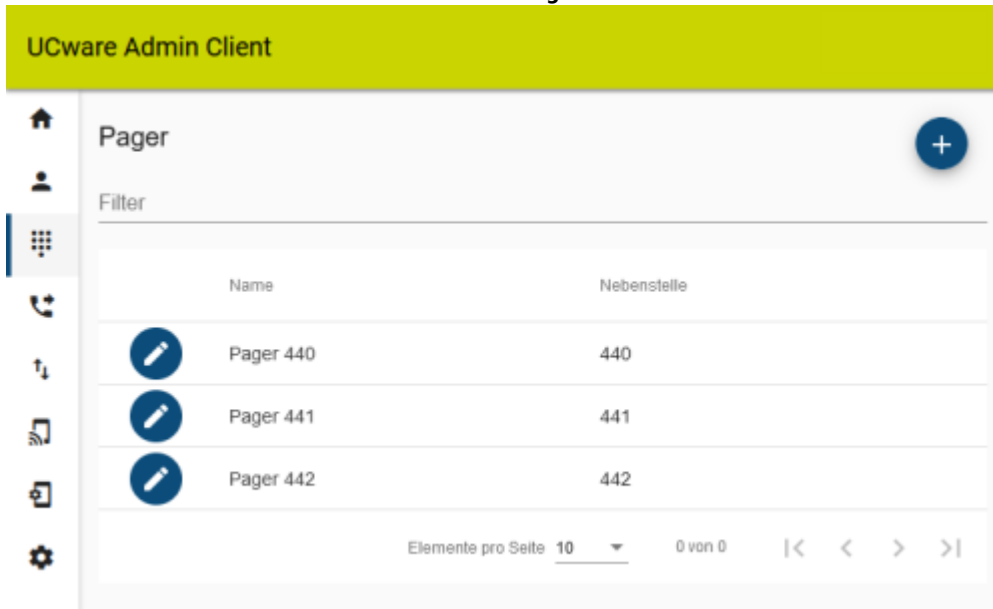 UCware Admin Client
Pager
Filter
Name Nebenstelle
Pager 440 440
Pager 441 441
Pager 442 442
Elemente pro Seite 10 0 von 0